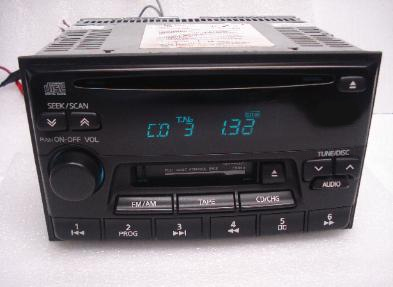 disc
SEEK/SCAN
T.No
CD 3 1.32
PUSH ON-OFF VOL
TUNE/DISC
AUDIO
FM/AM TAPE CD/CHG
1 2 3 4 5 6
PROG